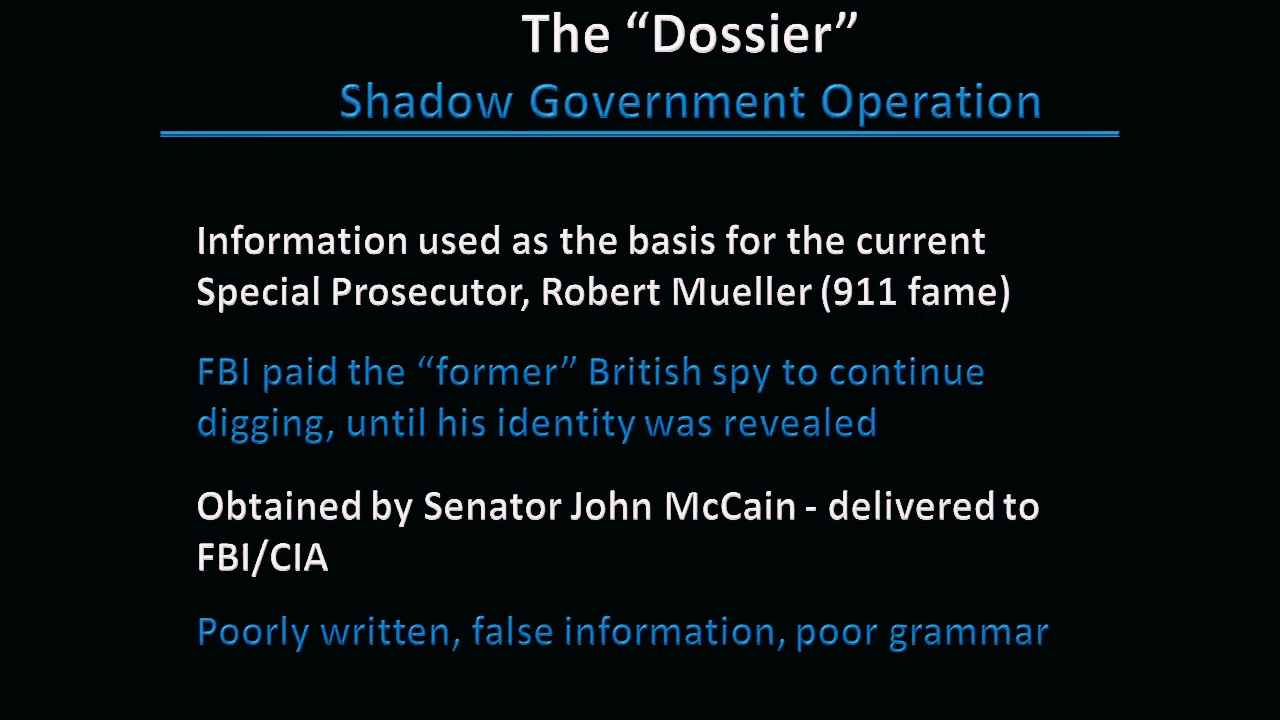 The “Dossier”
Shadow Government Operation
Information used as the basis for the current
Special Prosecutor, Robert Mueller (911 fame)
FBI paid the “former” British spy to continue
digging, until his identity was revealed
Obtained by Senator John McCain - delivered to
FBI/CIA
Poorly written, false information, poor grammar